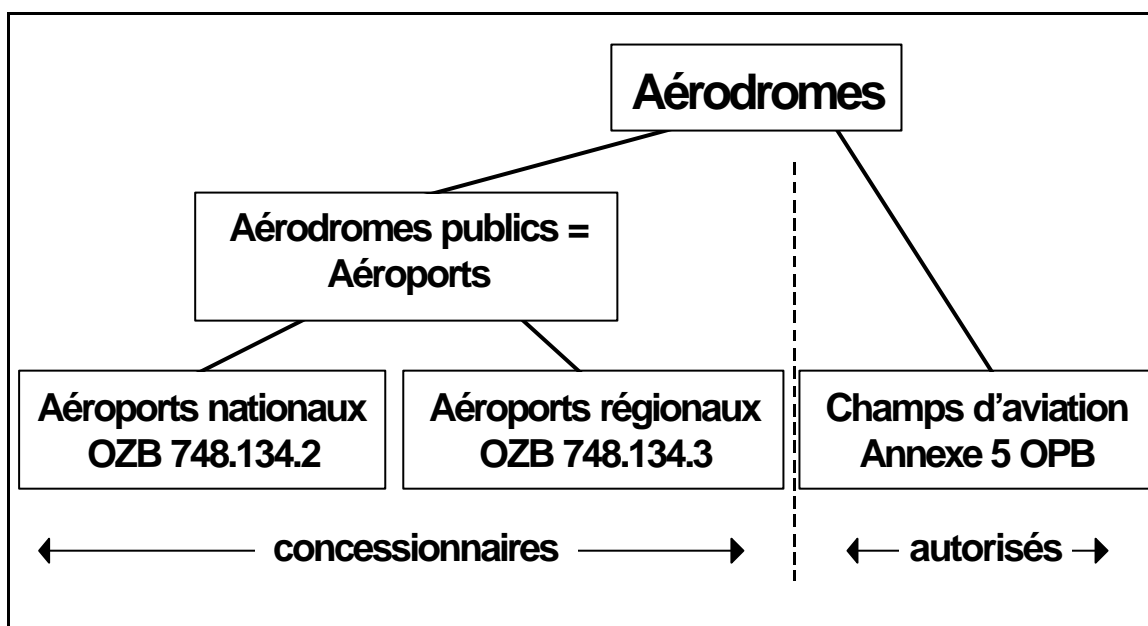 Aérodromes
Aérodromes publics =
Aéroports
Aéroports nationaux
OZB 748.134.2
Aéroports régionaux
OZB 748.134.3
Champs d’aviation
Annexe 5 OPB
concessionnaires
autorisés